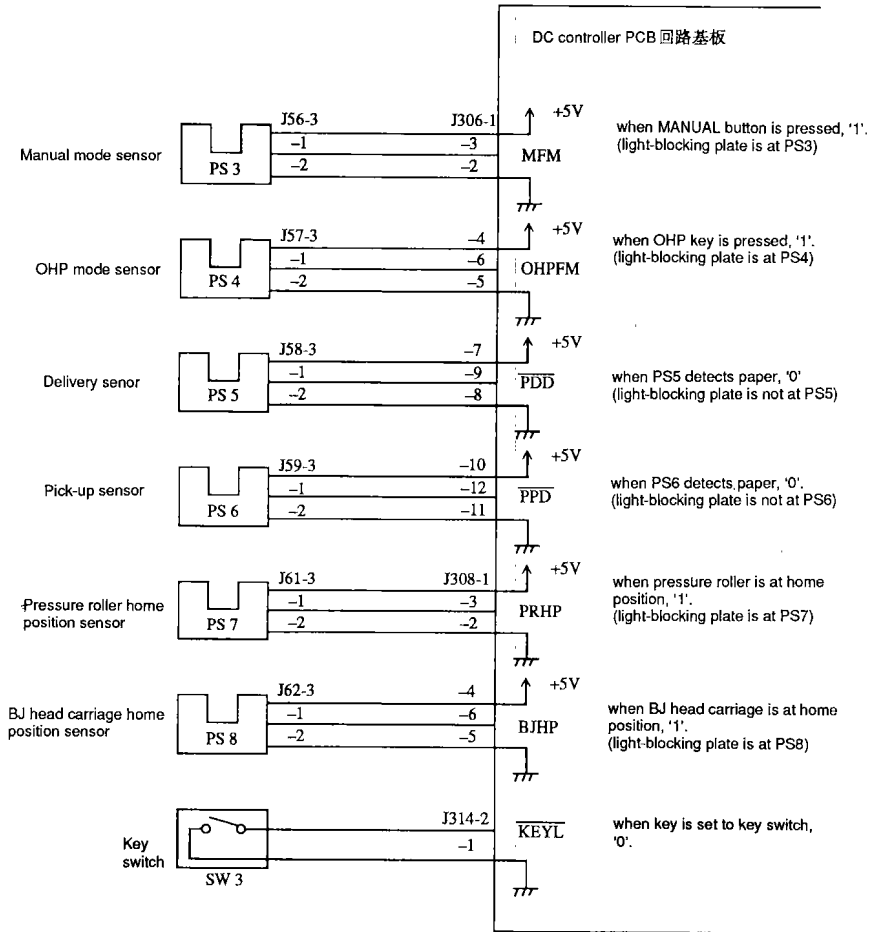 DC controller PCB 回路基板
J56-3 J306-1 +5V
when MANUAL button is pressed, '1'.
(light-blocking plate is at PS3)
Manual mode sensor
PS 3
–1 –3
–2 –2
MFM
J57-3 –4 +5V
when OHP key is pressed, '1'.
(light-blocking plate is at PS4)
OHP mode sensor
PS 4
–1 –6
–2 –5
OHPFM
J58-3 –7 +5V
Delivery senor
PS 5
–1 –9
–2 –8
PDD
when PS5 detects paper, '0'
(light-blocking plate is not at PS5)
J59-3 –10 +5V
Pick-up sensor
PS 6
–1 –12
–2 –11
PPD
when PS6 detects paper, '0'.
(light-blocking plate is not at PS6)
J61-3 J308-1 +5V
Pressure roller home
position sensor
PS 7
–1 –3
–2 –2
PRHP
when pressure roller is at home
position, '1'.
(light-blocking plate is at PS7)
J62-3 –4 +5V
BJ head carriage home
position sensor
PS 8
–1 –6
–2 –5
BJHP
when BJ head carriage is at home
position, '1'.
(light-blocking plate is at PS8)
Key
switch
SW 3
J314-2
–1
KEYL
when key is set to key switch,
'0'.